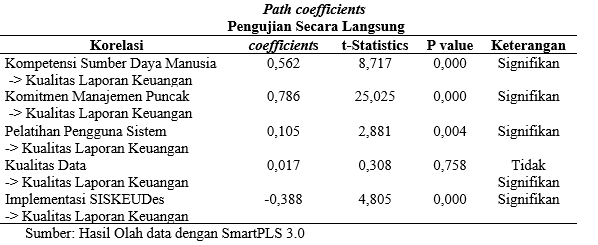 Path coefficients
Pengujian Secara Langsung
Korelasi coefficients t-Statistics P value Keterangan
Kompetensi Sumber Daya Manusia 0,562 8,717 0,000 Signifikan
-> Kualitas Laporan Keuangan
Komitmen Manajemen Puncak 0,786 25,025 0,000 Signifikan
-> Kualitas Laporan Keuangan
Pelatihan Pengguna Sistem 0,105 2,881 0,004 Signifikan
-> Kualitas Laporan Keuangan
Kualitas Data 0,017 0,308 0,758 Tidak
-> Kualitas Laporan Keuangan Signifikan
Implementasi SISKEUDes -0,388 4,805 0,000 Signifikan
-> Kualitas Laporan Keuangan
Sumber: Hasil Olah data dengan SmartPLS 3.0